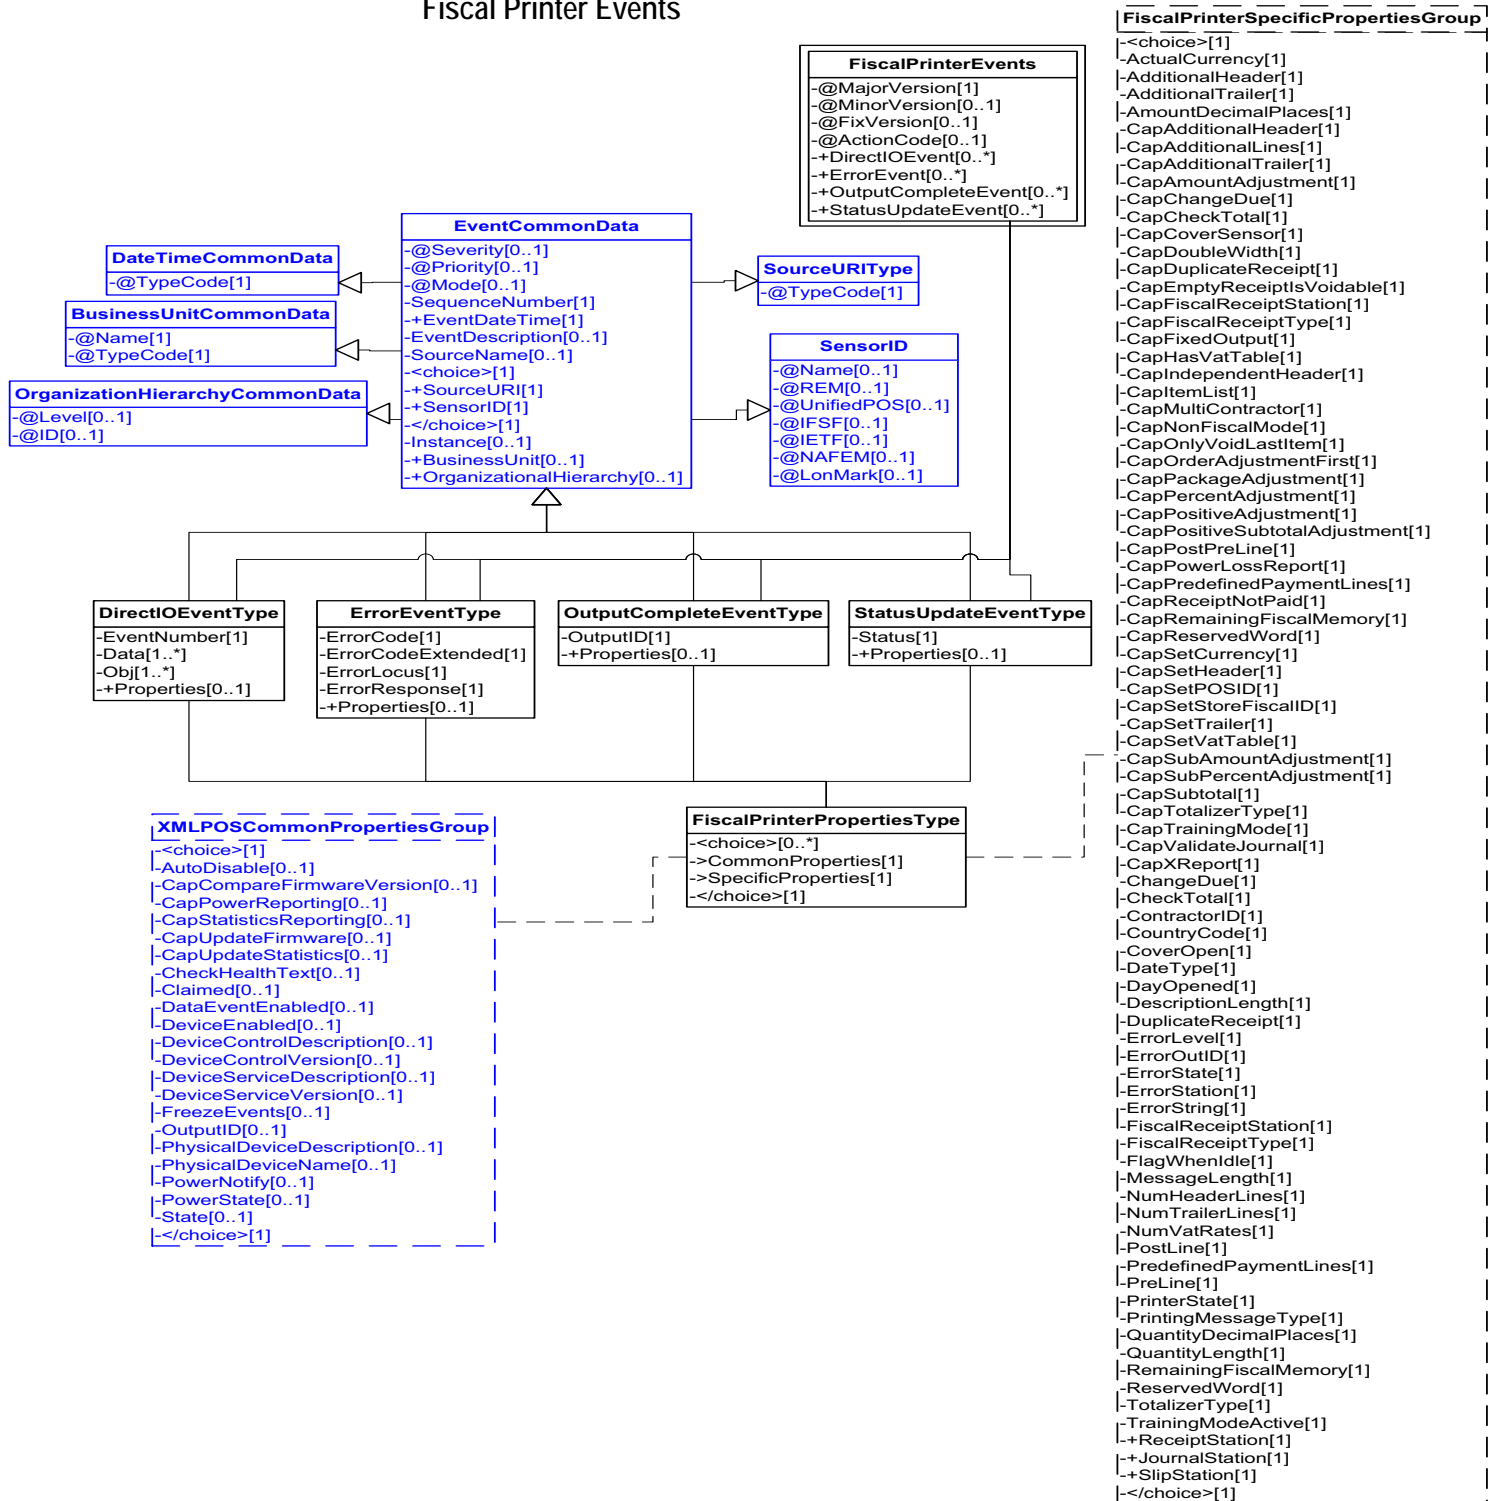 Fiscal Printer Events
FiscalPrinterEvents
-@MajorVersion[1]
-@MinorVersion[0..1]
-@FixVersion[0..1]
-@ActionCode[0..1]
-+DirectIOEvent[0..*]
-+ErrorEvent[0..*]
-+OutputCompleteEvent[0..*]
-+StatusUpdateEvent[0..*]
EventCommonData
-@Severity[0..1]
-@Priority[0..1]
-@Mode[0..1]
-SequenceNumber[1]
-+EventDateTime[1]
-EventDescription[0..1]
-SourceName[0..1]
-<choice>[1]
-+SourceURI[1]
-+SensorID[1]
-</choice>[1]
-Instance[0..1]
-+BusinessUnit[0..1]
-+OrganizationalHierarchy[0..1]
DateTimeCommonData
-@TypeCode[1]
BusinessUnitCommonData
-@Name[1]
-@TypeCode[1]
OrganizationHierarchyCommonData
-@Level[0..1]
-@ID[0..1]
SourceURIType
-@TypeCode[1]
SensorID
-@Name[0..1]
-@REM[0..1]
-@UnifiedPOS[0..1]
-@IFSF[0..1]
-@IETF[0..1]
-@NAFEM[0..1]
-@LonMark[0..1]
DirectIOEventType
-EventNumber[1]
-Data[1..*]
-Obj[1..*]
-+Properties[0..1]
ErrorEventType
-ErrorCode[1]
-ErrorCodeExtended[1]
-ErrorLocus[1]
-ErrorResponse[1]
-+Properties[0..1]
OutputCompleteEventType
-OutputID[1]
-+Properties[0..1]
StatusUpdateEventType
-Status[1]
-+Properties[0..1]
XMLPOSCommonPropertiesGroup
-<choice>[1]
-AutoDisable[0..1]
-CapCompareFirmwareVersion[0..1]
-CapPowerReporting[0..1]
-CapStatisticsReporting[0..1]
-CapUpdateFirmware[0..1]
-CapUpdateStatistics[0..1]
-CheckHealthText[0..1]
-Claimed[0..1]
-DataEventEnabled[0..1]
-DeviceEnabled[0..1]
-DeviceControlDescription[0..1]
-DeviceControlVersion[0..1]
-DeviceServiceDescription[0..1]
-DeviceServiceVersion[0..1]
-FreezeEvents[0..1]
-OutputID[0..1]
-PhysicalDeviceDescription[0..1]
-PhysicalDeviceName[0..1]
-PowerNotify[0..1]
-PowerState[0..1]
-State[0..1]
-</choice>[1]
FiscalPrinterPropertiesType
-<choice>[0..*]
->CommonProperties[1]
->SpecificProperties[1]
-</choice>[1]
FiscalPrinterSpecificPropertiesGroup
-<choice>[1]
-ActualCurrency[1]
-AdditionalHeader[1]
-AdditionalTrailer[1]
-AmountDecimalPlaces[1]
-CapAdditionalHeader[1]
-CapAdditionalLines[1]
-CapAdditionalTrailer[1]
-CapAmountAdjustment[1]
-CapChangeDue[1]
-CapCheckTotal[1]
-CapCoverSensor[1]
-CapDoubleWidth[1]
-CapDuplicateReceipt[1]
-CapEmptyReceiptIsVoidable[1]
-CapFiscalReceiptStation[1]
-CapFiscalReceiptType[1]
-CapFixedOutput[1]
-CapHasVatTable[1]
-CapIndependentHeader[1]
-CapItemList[1]
-CapMultiContractor[1]
-CapNonFiscalMode[1]
-CapOnlyVoidLastItem[1]
-CapOrderAdjustmentFirst[1]
-CapPackageAdjustment[1]
-CapPercentAdjustment[1]
-CapPositiveAdjustment[1]
-CapPositiveSubtotalAdjustment[1]
-CapPostPreLine[1]
-CapPowerLossReport[1]
-CapPredefinedPaymentLines[1]
-CapReceiptNotPaid[1]
-CapRemainingFiscalMemory[1]
-CapReservedWord[1]
-CapSetCurrency[1]
-CapSetHeader[1]
-CapSetPOSID[1]
-CapSetStoreFiscalID[1]
-CapSetTrailer[1]
-CapSetVatTable[1]
-CapSubAmountAdjustment[1]
-CapSubPercentAdjustment[1]
-CapSubtotal[1]
-CapTotalizerType[1]
-CapTrainingMode[1]
-CapValidateJournal[1]
-CapXReport[1]
-ChangeDue[1]
-CheckTotal[1]
-ContractorID[1]
-CountryCode[1]
-CoverOpen[1]
-DateType[1]
-DayOpened[1]
-DescriptionLength[1]
-DuplicateReceipt[1]
-ErrorLevel[1]
-ErrorOutID[1]
-ErrorState[1]
-ErrorStation[1]
-ErrorString[1]
-FiscalReceiptStation[1]
-FiscalReceiptType[1]
-FlagWhenIdle[1]
-MessageLength[1]
-NumHeaderLines[1]
-NumTrailerLines[1]
-NumVatRates[1]
-PostLine[1]
-PredefinedPaymentLines[1]
-PreLine[1]
-PrinterState[1]
-PrintingMessageType[1]
-QuantityDecimalPlaces[1]
-QuantityLength[1]
-RemainingFiscalMemory[1]
-ReservedWord[1]
-TotalizerType[1]
-TrainingModeActive[1]
-+ReceiptStation[1]
-+JournalStation[1]
-+SlipStation[1]
-</choice>[1]